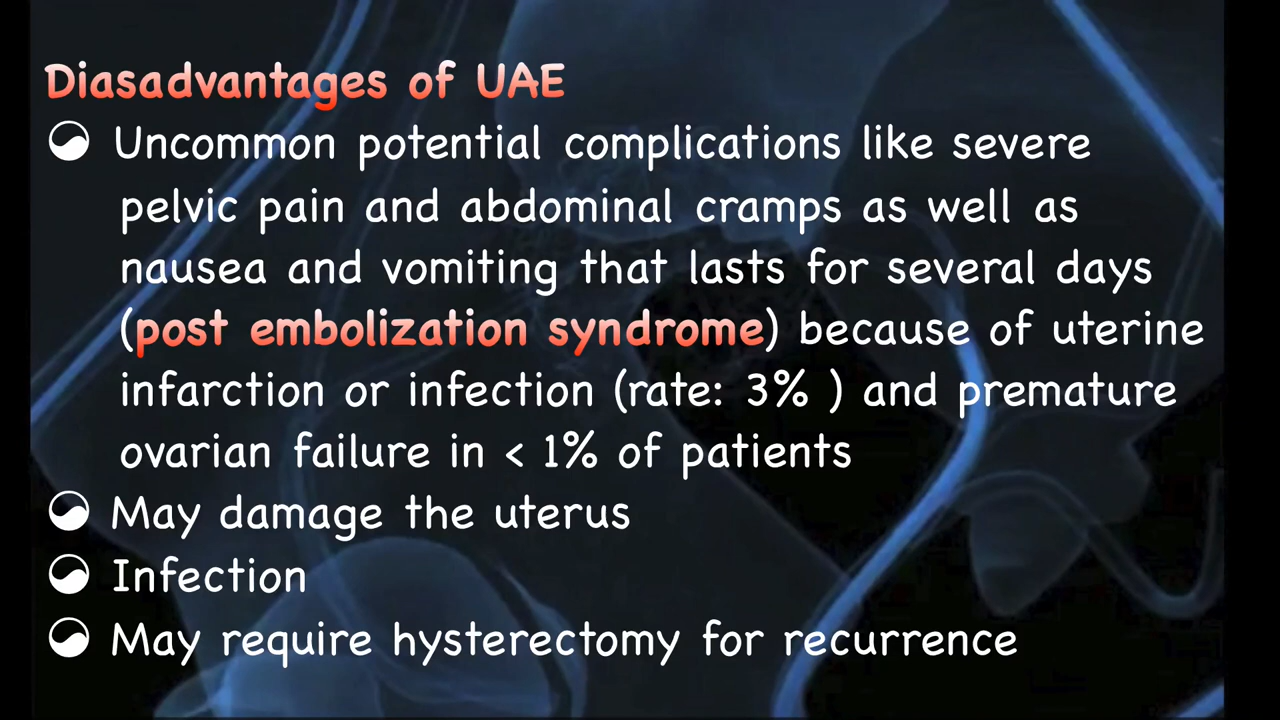 Diasadvantages of UAE
Uncommon potential complications like severe
pelvic pain and abdominal cramps as well as
nausea and vomiting that lasts for several days
(post embolization syndrome) because of uterine
infarction or infection (rate: 3% ) and premature
ovarian failure in < 1% of patients
May damage the uterus
Infection
May require hysterectomy for recurrence